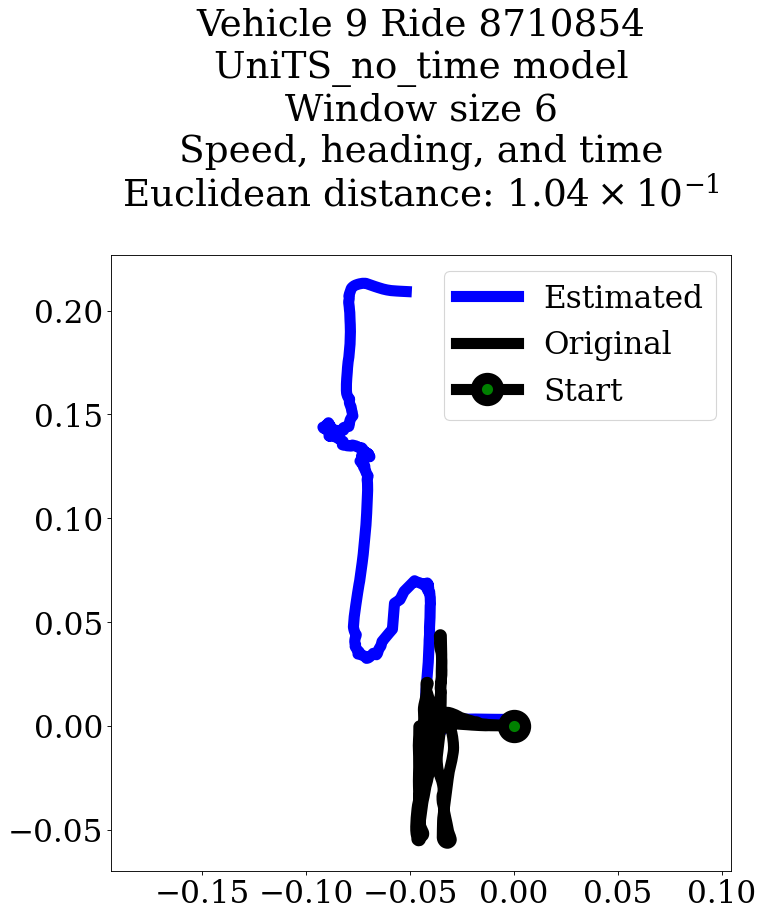 Vehicle 9 Ride 8710854
UniTS_no_time model
Window size 6
Speed, heading, and time
Euclidean distance: 1.04 × 10⁻¹
Estimated
Original
Start
0.20
0.15
0.10
0.05
0.00
−0.05
−0.15 −0.10 −0.05 0.00 0.05 0.10